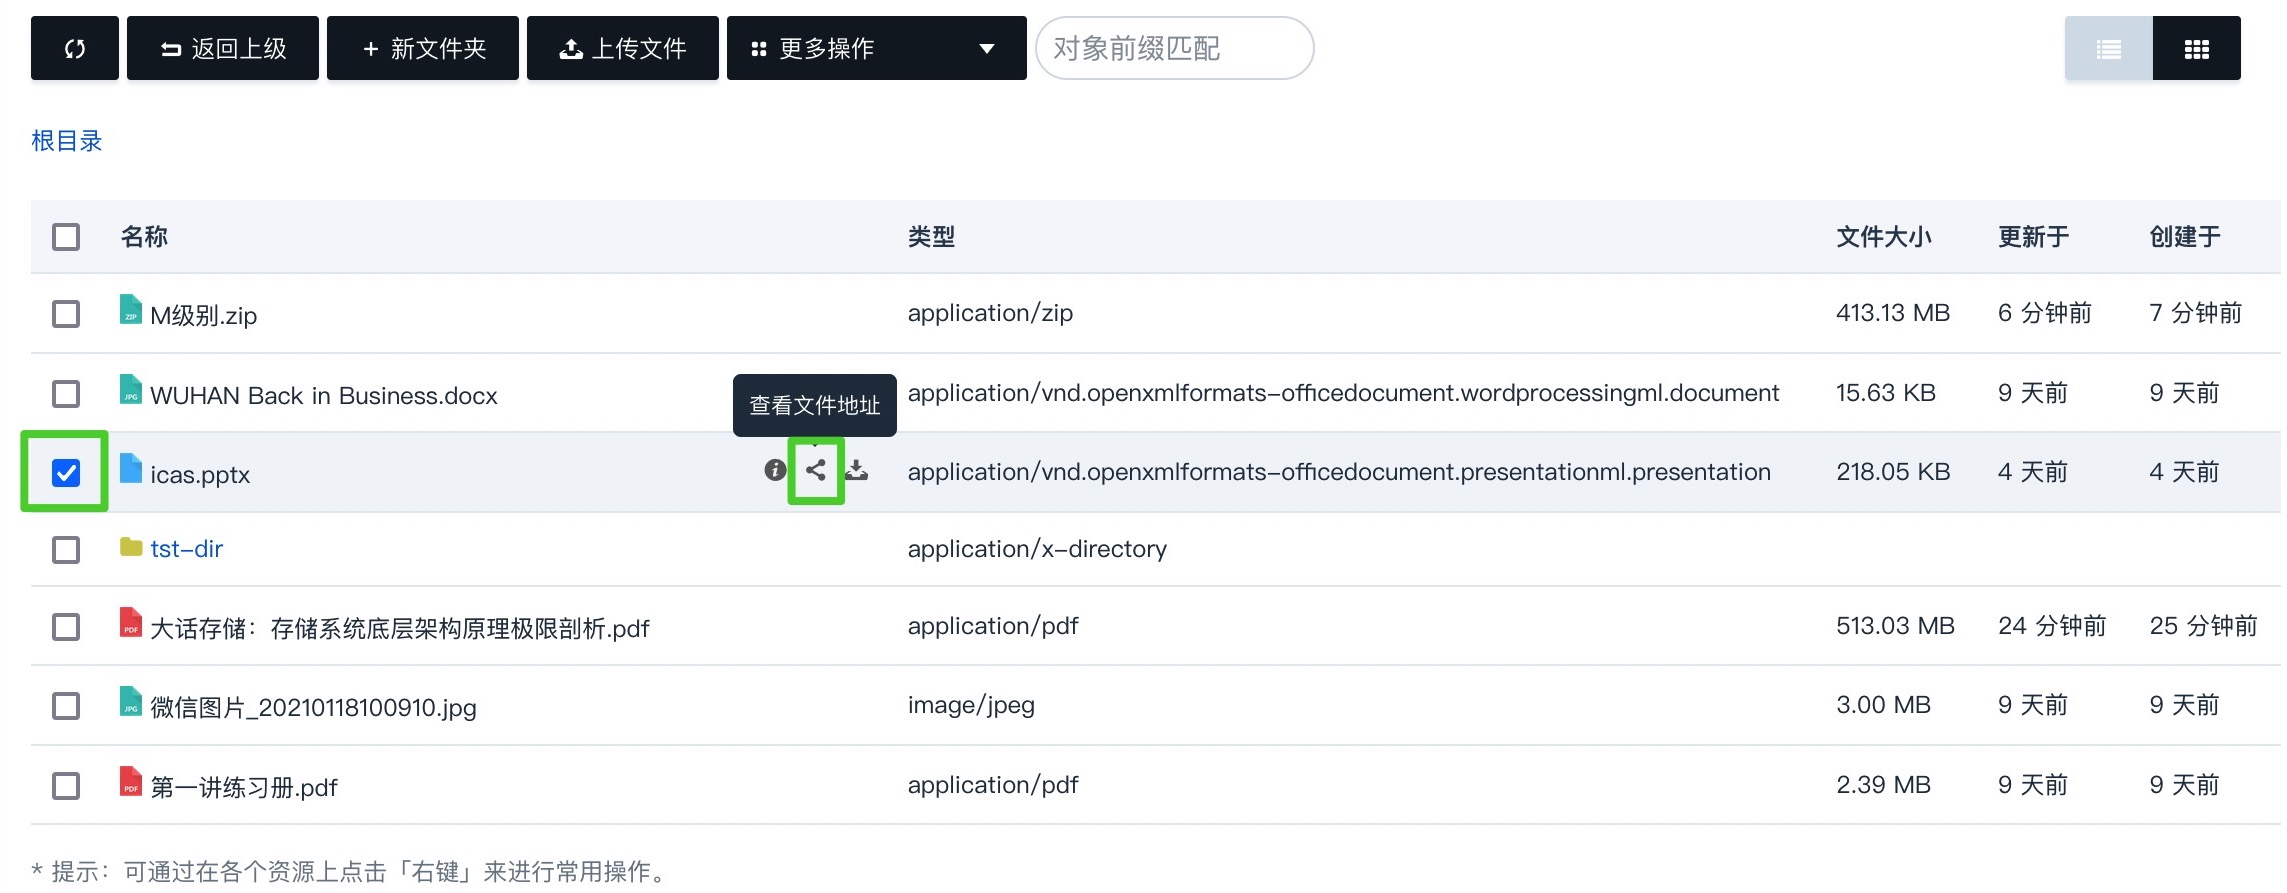 返回上级 + 新文件夹 上传文件 更多操作 对象前缀匹配
根目录
名称 类型 文件大小 更新于 创建于
ZIP M级别.zip application/zip 413.13 MB 6 分钟前 7 分钟前
JPG WUHAN Back in Business.docx application/vnd.openxmlformats-officedocument.wordprocessingml.document 15.63 KB 9 天前 9 天前
查看文件地址
icas.pptx application/vnd.openxmlformats-officedocument.presentationml.presentation 218.05 KB 4 天前 4 天前
tst-dir application/x-directory
PDF 大话存储：存储系统底层架构原理极限剖析.pdf application/pdf 513.03 MB 24 分钟前 25 分钟前
JPG 微信图片_20210118100910.jpg image/jpeg 3.00 MB 9 天前 9 天前
PDF 第一讲练习册.pdf application/pdf 2.39 MB 9 天前 9 天前
* 提示：可通过在各个资源上点击「右键」来进行常用操作。